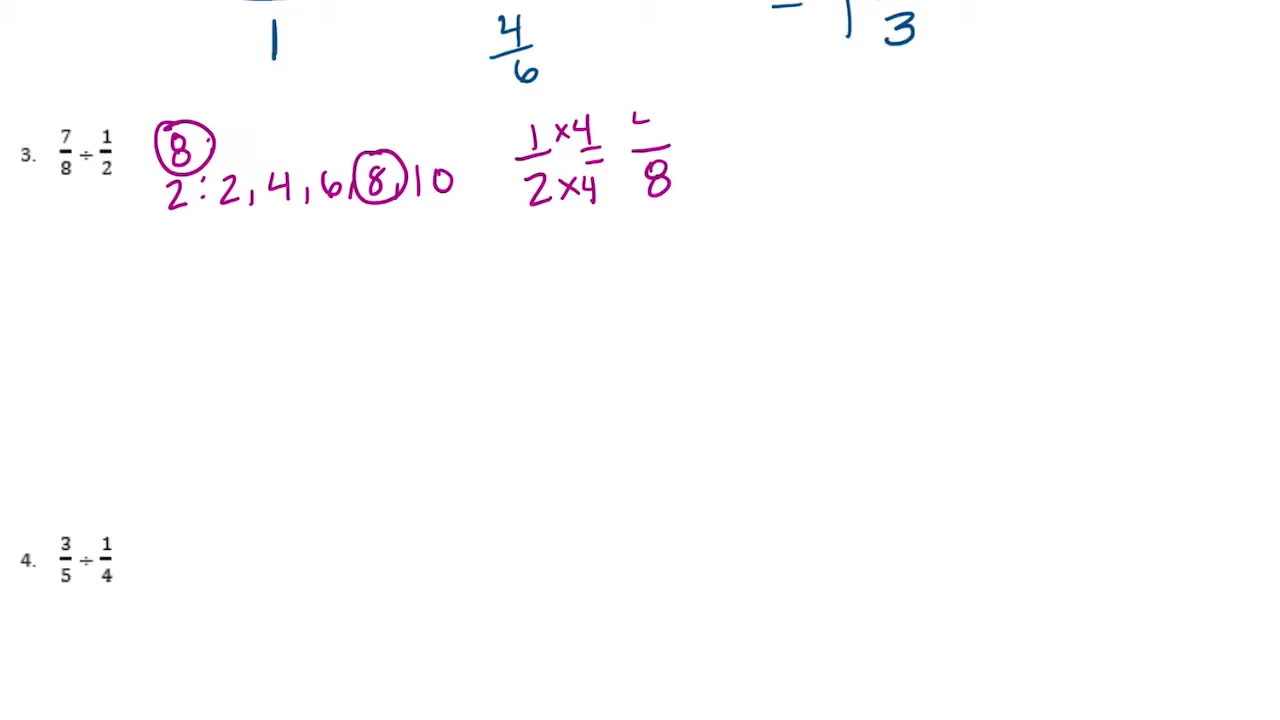 1   4/6   = 1 /3
3. 7/8 ÷ 1/2   8   1/2 ×4/×4 = /8
2: 2, 4, 6, 8, 10
4. 3/5 ÷ 1/4